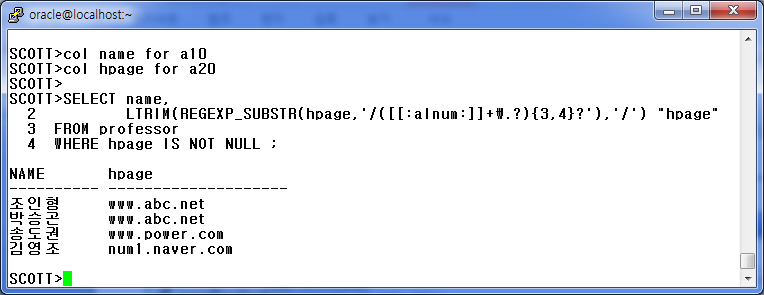 oracle@localhost:~
SCOTT>col name for a10
SCOTT>col hpage for a20
SCOTT>
SCOTT>SELECT name,
  2         LTRIM(REGEXP_SUBSTR(hpage,'/([[:alnum:]]+₩.?){3,4}?'),'/') "hpage"
  3  FROM professor
  4  WHERE hpage IS NOT NULL ;
NAME       hpage
---------- --------------------
조인형     www.abc.net
박승곤     www.abc.net
송도권     www.power.com
김영조     num1.naver.com
SCOTT>